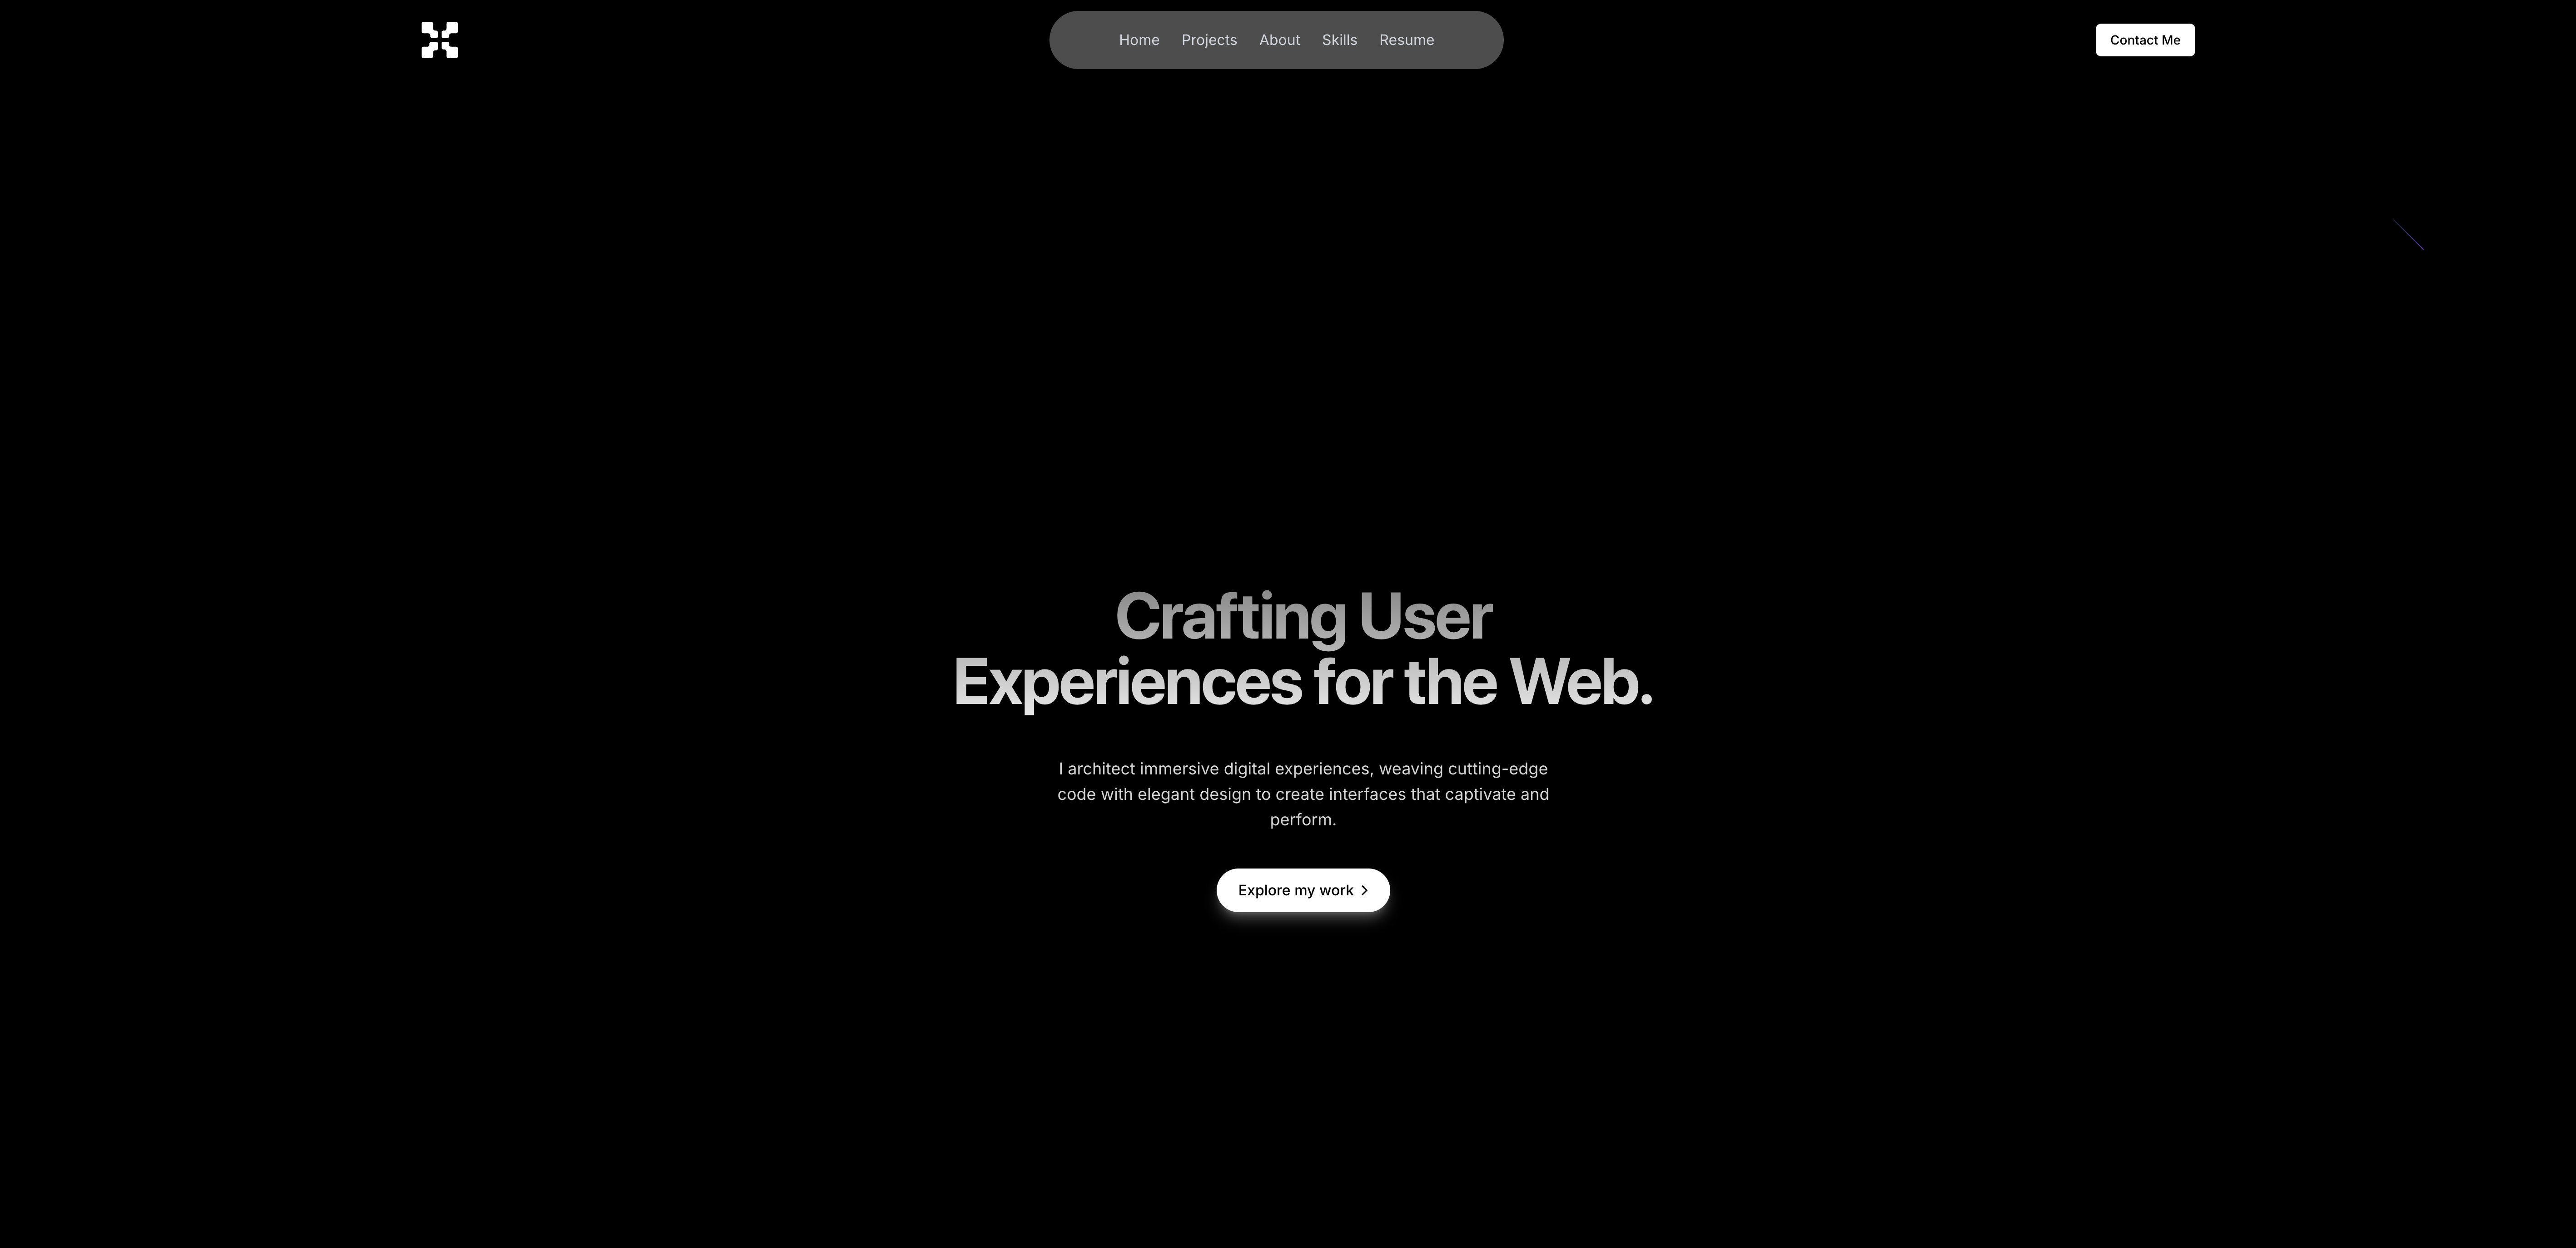 Home Projects About Skills Resume
Contact Me
Crafting User
Experiences for the Web.
I architect immersive digital experiences, weaving cutting-edge
code with elegant design to create interfaces that captivate and
perform.
Explore my work